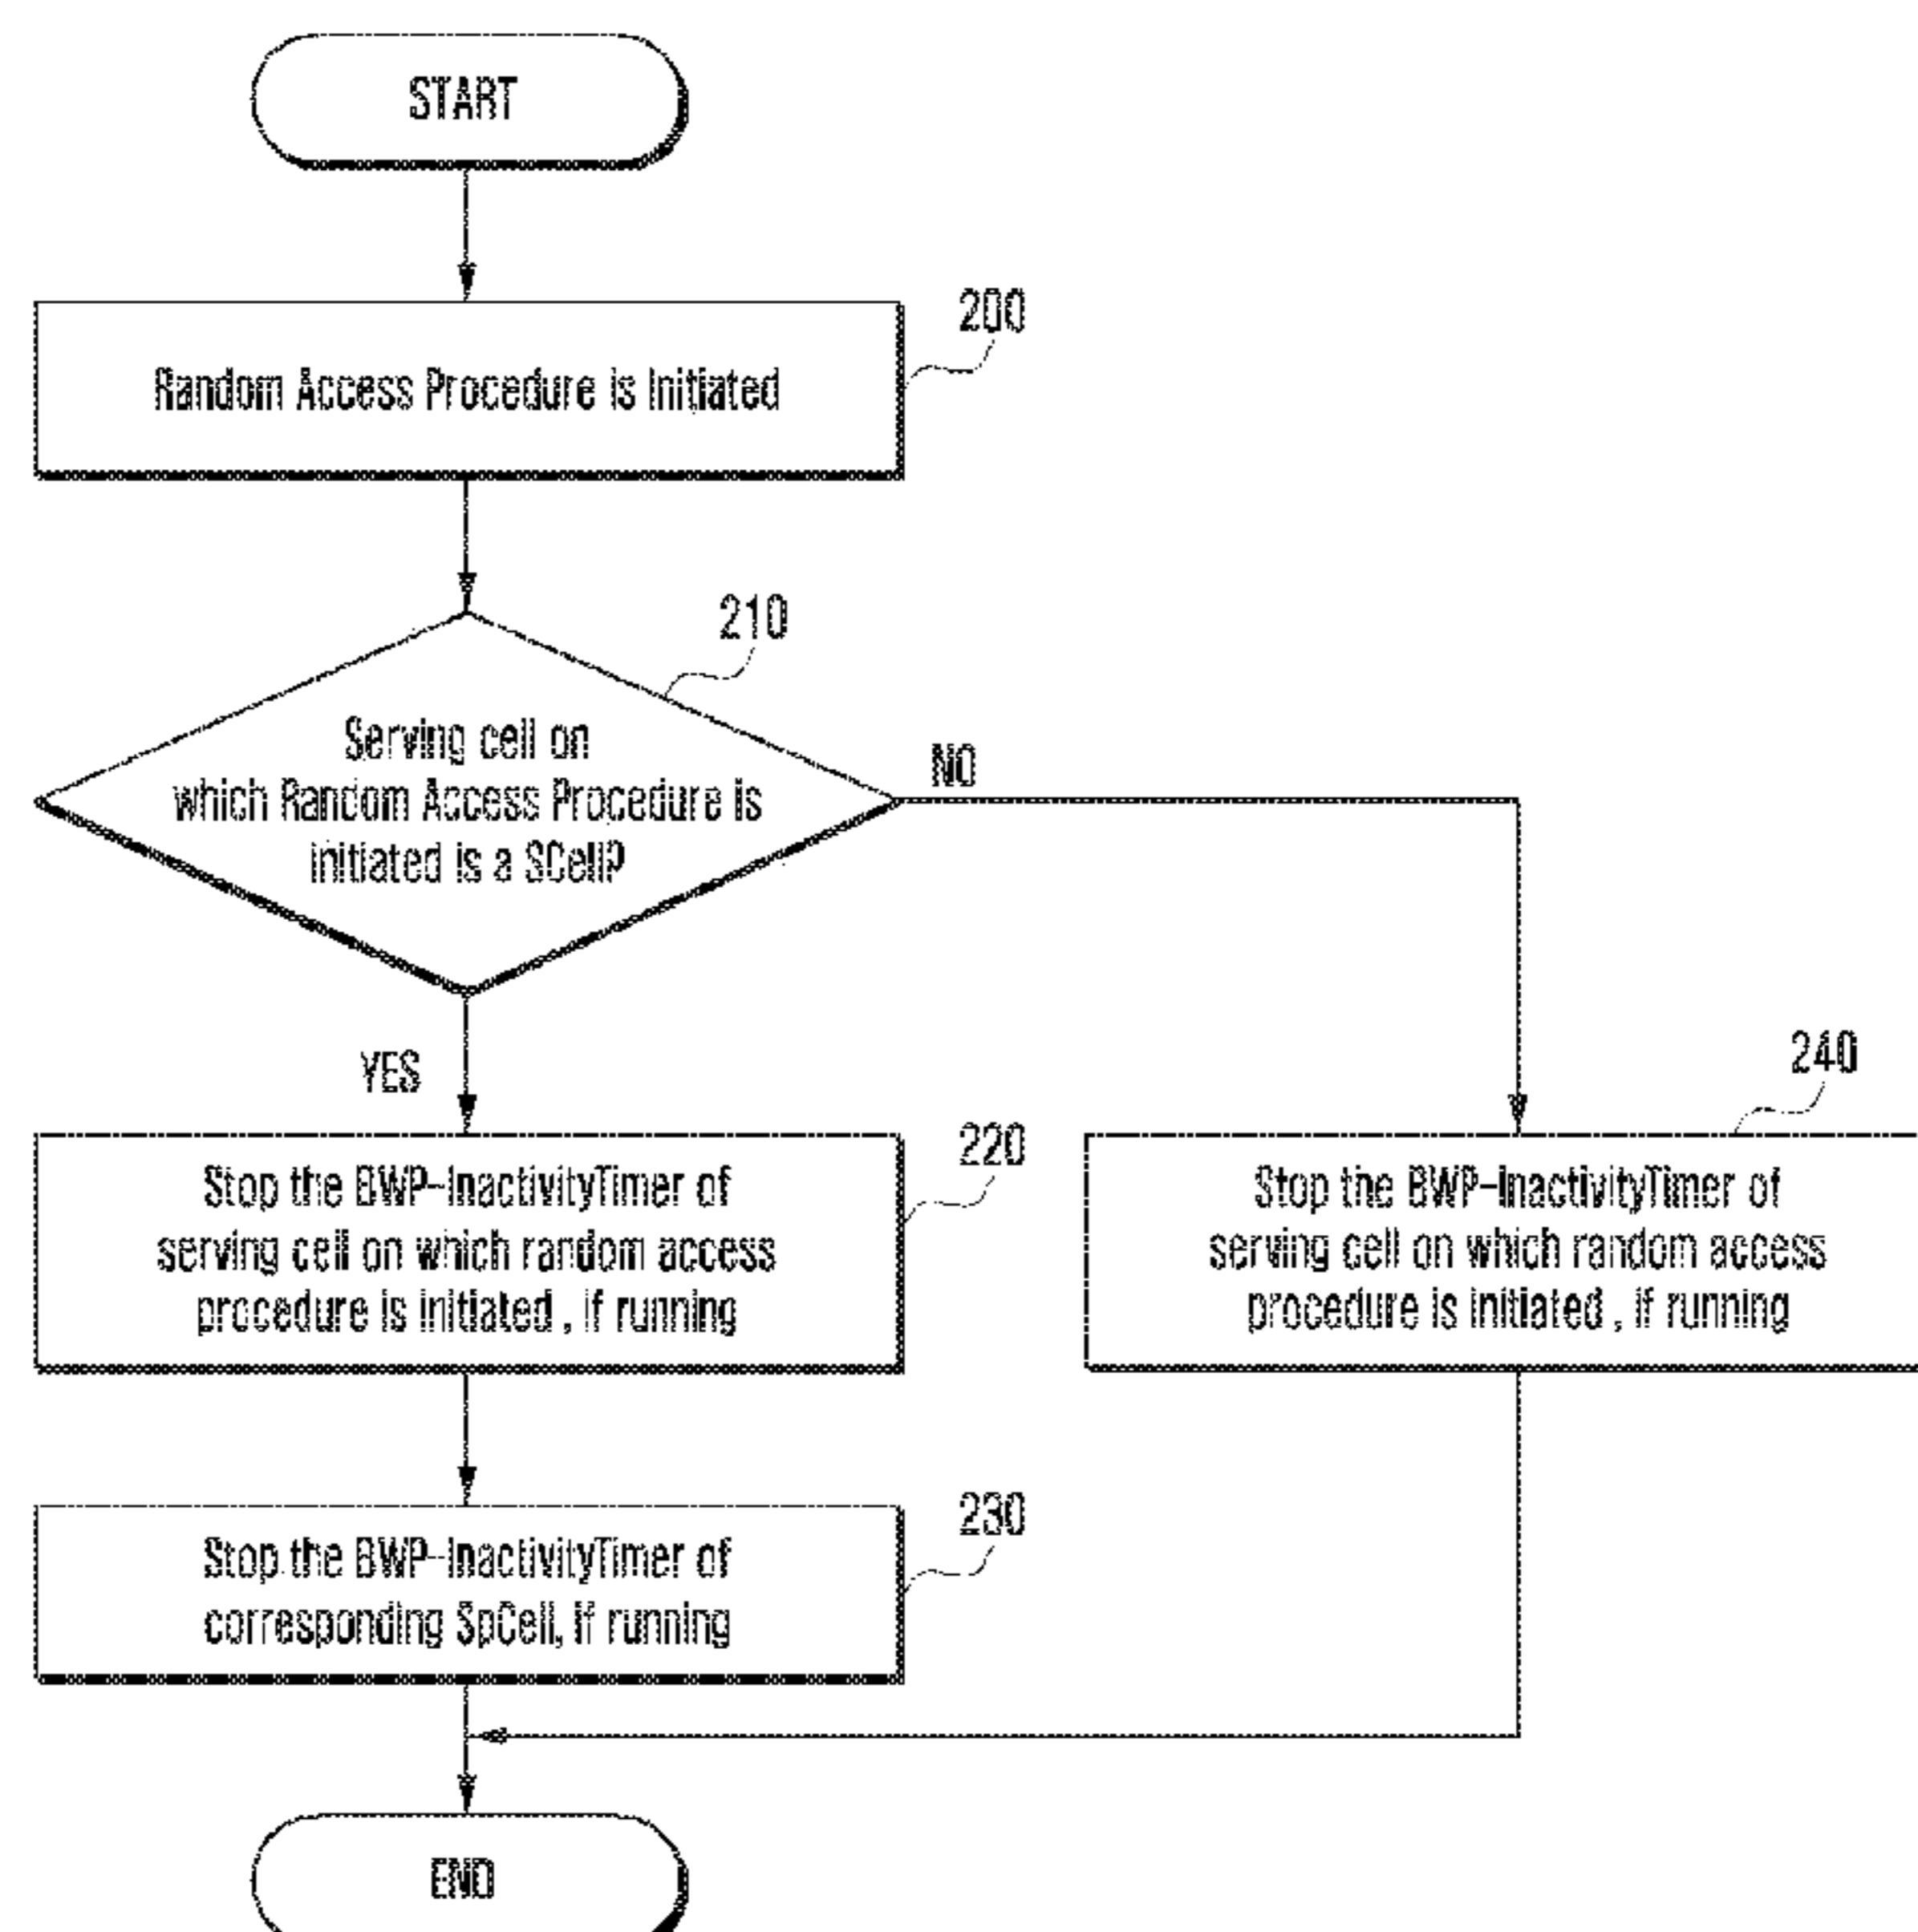 START
200
Random Access Procedure is Initiated
210
Serving cell on
which Random Access Procedure is
initiated is a SCell?
NO
YES
220
Stop the BWP-InactivityTimer of
serving cell on which random access
procedure is initiated , if running
240
Stop the BWP-InactivityTimer of
serving cell on which random access
procedure is initiated , if running
230
Stop the BWP-InactivityTimer of
corresponding SpCell, if running
END